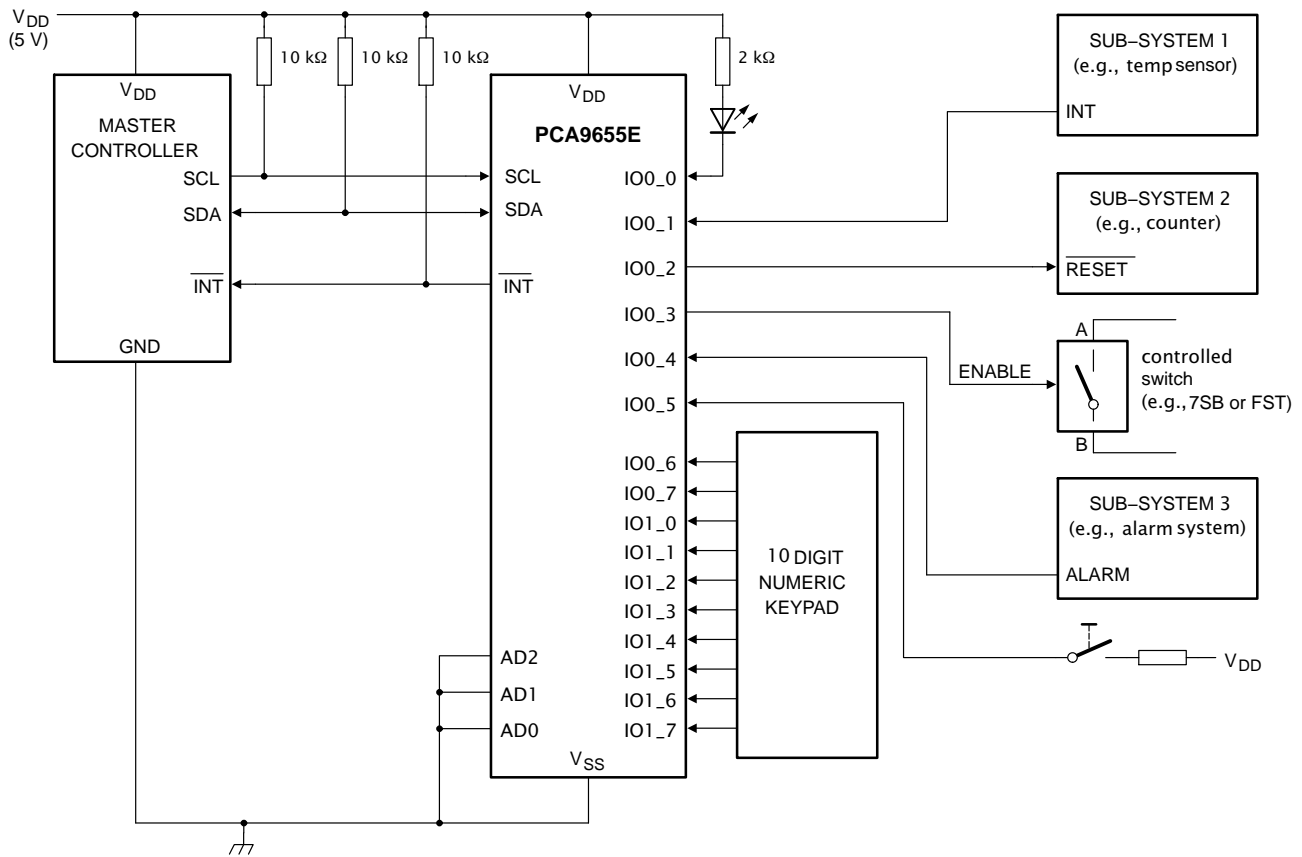 VDD
(5 V)
10 kΩ
10 kΩ
10 kΩ
2 kΩ
VDD
MASTER
CONTROLLER
SCL
SDA
INT
GND
VDD
PCA9655E
SCL
SDA
INT
AD2
AD1
AD0
VSS
IO0_0
IO0_1
IO0_2
IO0_3
IO0_4
IO0_5
IO0_6
IO0_7
IO1_0
IO1_1
IO1_2
IO1_3
IO1_4
IO1_5
IO1_6
IO1_7
10 DIGIT
NUMERIC
KEYPAD
SUB−SYSTEM 1
(e.g., temp sensor)
INT
SUB−SYSTEM 2
(e.g., counter)
RESET
ENABLE
A
B
controlled
switch
(e.g., 7SB or FST)
SUB−SYSTEM 3
(e.g., alarm system)
ALARM
VDD